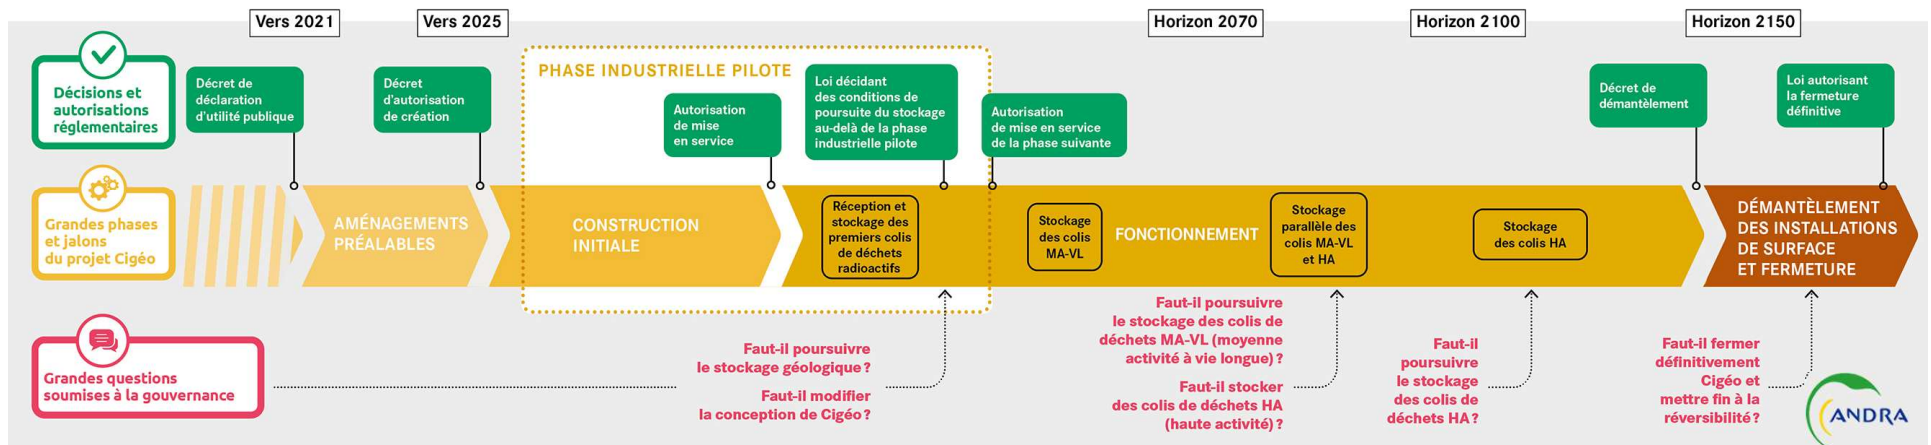 Vers 2021
Vers 2025
Horizon 2070
Horizon 2100
Horizon 2150
Décisions et
autorisations
réglementaires
Décret de
déclaration
d'utilité publique
Décret
d'autorisation
de création
PHASE INDUSTRIELLE PILOTE
Autorisation
de mise
en service
Loi décidant
des conditions de
poursuite du stockage
au-delà de la phase
industrielle pilote
Autorisation
de mise en service
de la phase suivante
Décret de
démantèlement
Loi autorisant
la fermeture
définitive
Grandes phases
et jalons
du projet Cigéo
AMÉNAGEMENTS
PRÉALABLES
CONSTRUCTION
INITIALE
Réception et
stockage des
premiers colis
de déchets
radioactifs
Stockage
des colis
MA-VL
FONCTIONNEMENT
Stockage
parallèle des
colis MA-VL
et HA
Stockage
des colis HA
DÉMANTÈLEMENT
DES INSTALLATIONS
DE SURFACE
ET FERMETURE
Grandes questions
soumises à la gouvernance
Faut-il poursuivre
le stockage géologique ?
Faut-il modifier
la conception de Cigéo ?
Faut-il poursuivre
le stockage des colis de
déchets MA-VL (moyenne
activité à vie longue) ?
Faut-il stocker
des colis de déchets HA
(haute activité) ?
Faut-il
poursuivre
le stockage
des colis de
déchets HA ?
Faut-il fermer
définitivement
Cigéo et
mettre fin à la
réversibilité ?
ANDRA